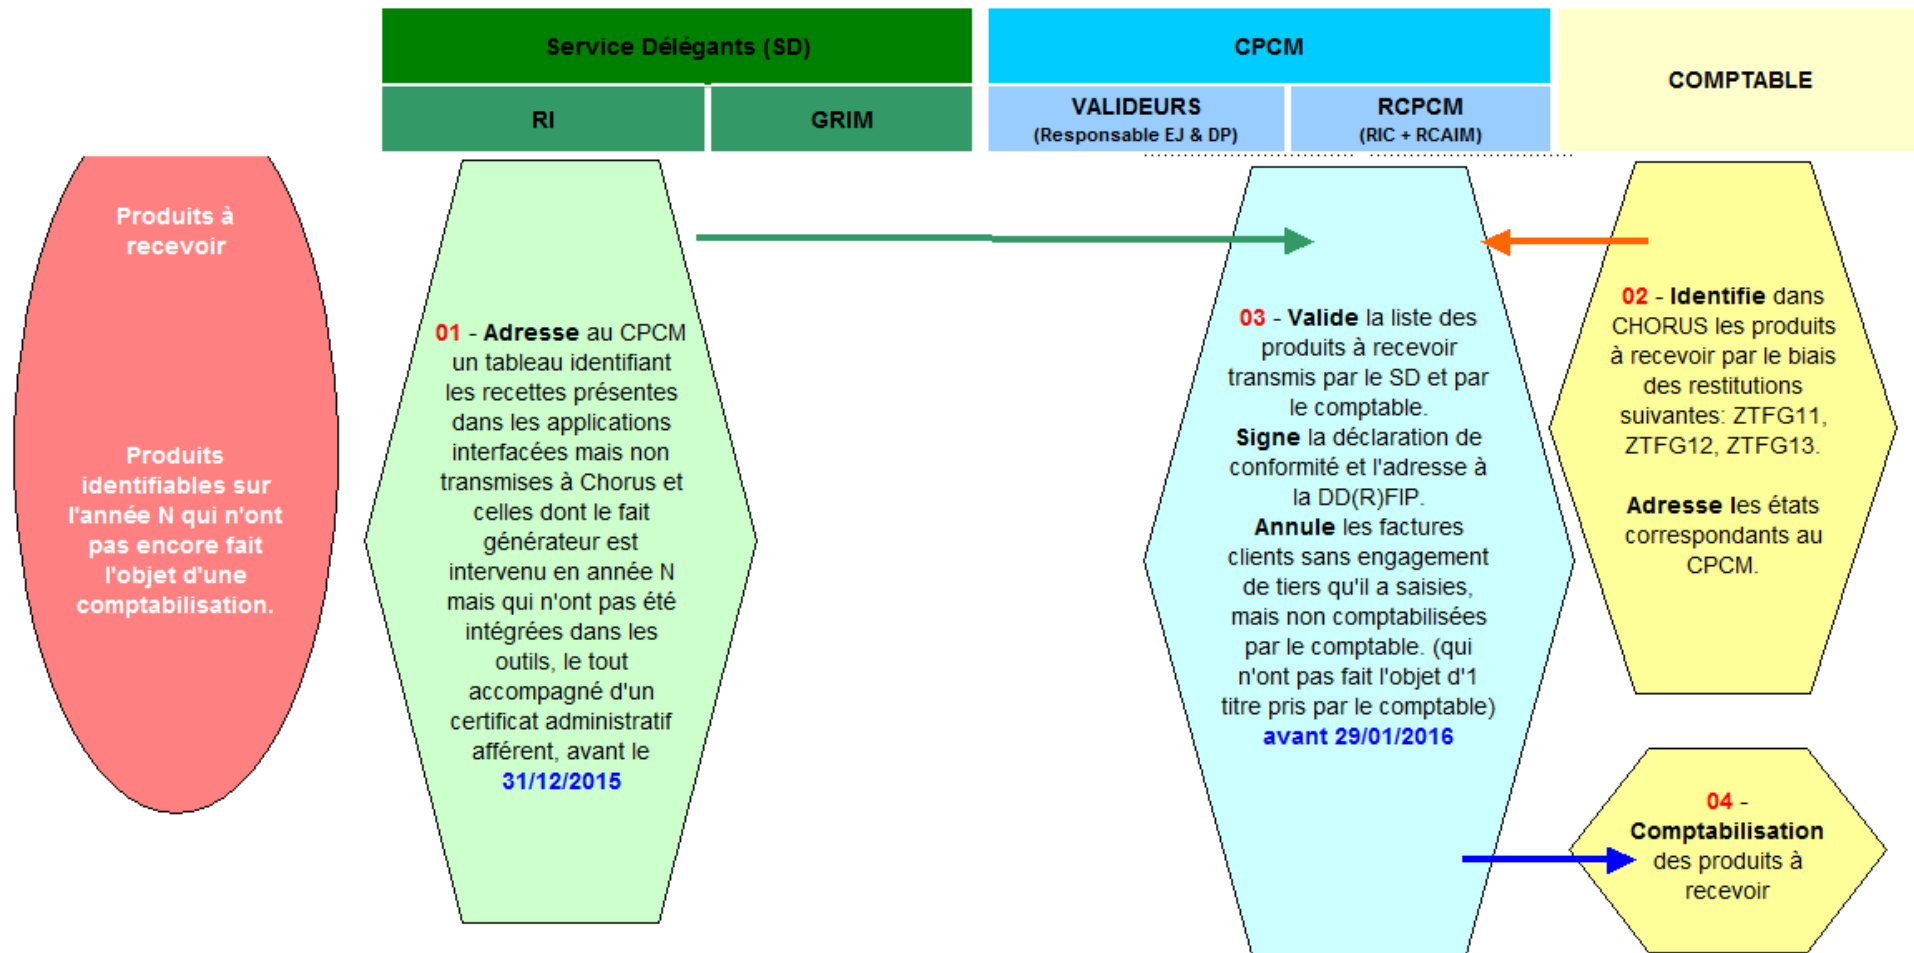 Service Délégants (SD)
CPCM
COMPTABLE
RI
GRIM
VALIDEURS
(Responsable EJ & DP)
RCPCM
(RIC + RCAIM)
Produits à
recevoir
Produits
identifiables sur
l'année N qui n'ont
pas encore fait
l'objet d'une
comptabilisation.
01 - Adresse au CPCM
un tableau identifiant
les recettes présentes
dans les applications
interfacées mais non
transmises à Chorus et
celles dont le fait
générateur est
intervenu en année N
mais qui n'ont pas été
intégrées dans les
outils, le tout
accompagné d'un
certificat administratif
afférent, avant le
31/12/2015
03 - Valide la liste des
produits à recevoir
transmis par le SD et par
le comptable.
Signe la déclaration de
conformité et l'adresse à
la DD(R)FIP.
Annule les factures
clients sans engagement
de tiers qu'il a saisies,
mais non comptabilisées
par le comptable. (qui
n'ont pas fait l'objet d'1
titre pris par le comptable)
avant 29/01/2016
02 - Identifie dans
CHORUS les produits
à recevoir par le biais
des restitutions
suivantes: ZTFG11,
ZTFG12, ZTFG13.
Adresse les états
correspondants au
CPCM.
04 -
Comptabilisation
des produits à
recevoir